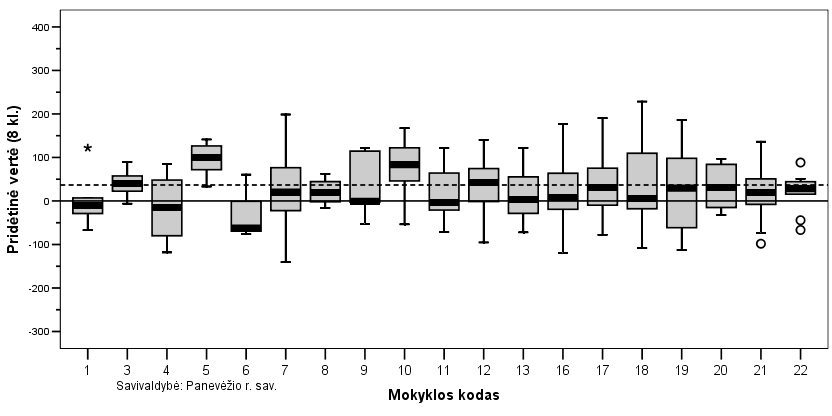 Pridėtinė vertė (8 kl.)
400
300
200
100
0
-100
-200
-300
*
1 3 4 5 6 7 8 9 10 11 12 13 16 17 18 19 20 21 22
Savivaldybė: Panevėžio r. sav.
Mokyklos kodas